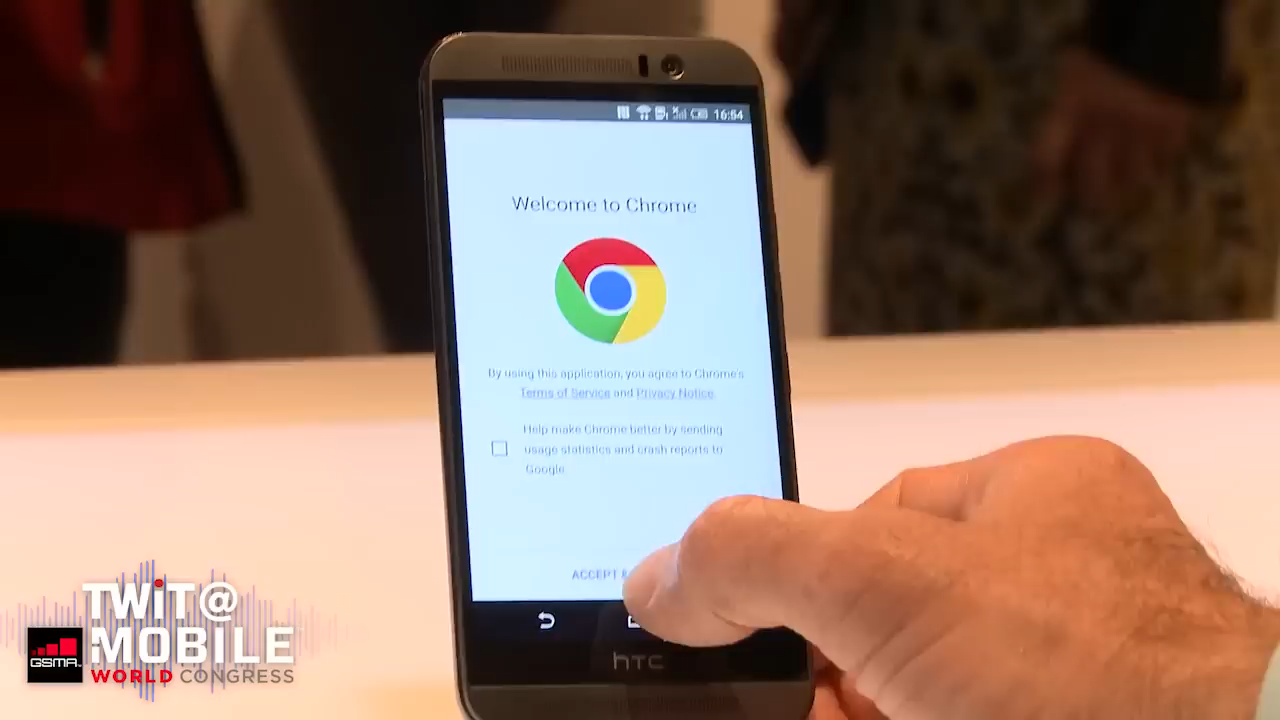 16:54
Welcome to Chrome
By using this application, you agree to Chrome's
Terms of Service and Privacy Notice.
Help make Chrome better by sending
usage statistics and crash reports to
Google.
ACCEPT &
hTC
TWiT@
MOBILE
GSMA
WORLD CONGRESS